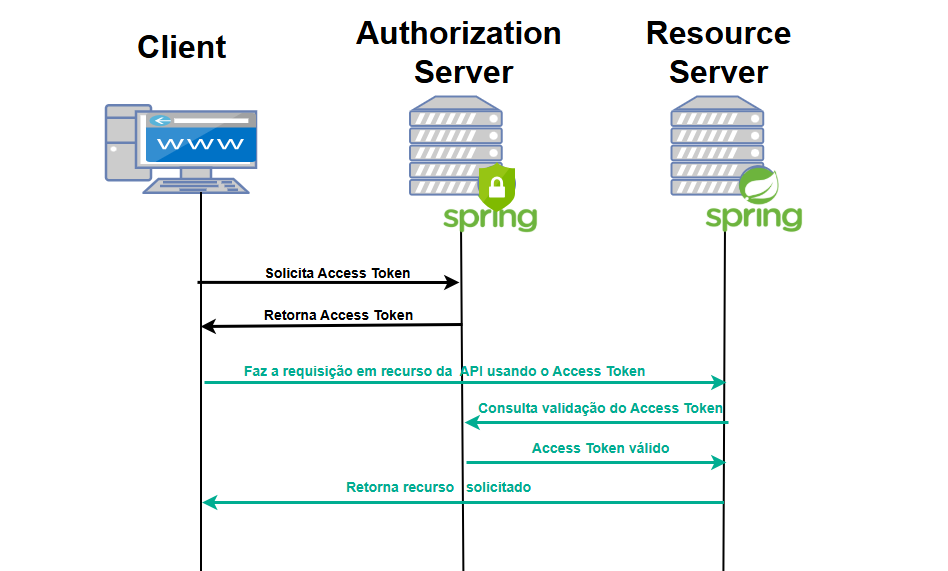 Client
Authorization
Server
Resource
Server
www
spring
spring
Solicita Access Token
Retorna Access Token
Faz a requisição em recurso da API usando o Access Token
Consulta validação do Access Token
Access Token válido
Retorna recurso solicitado